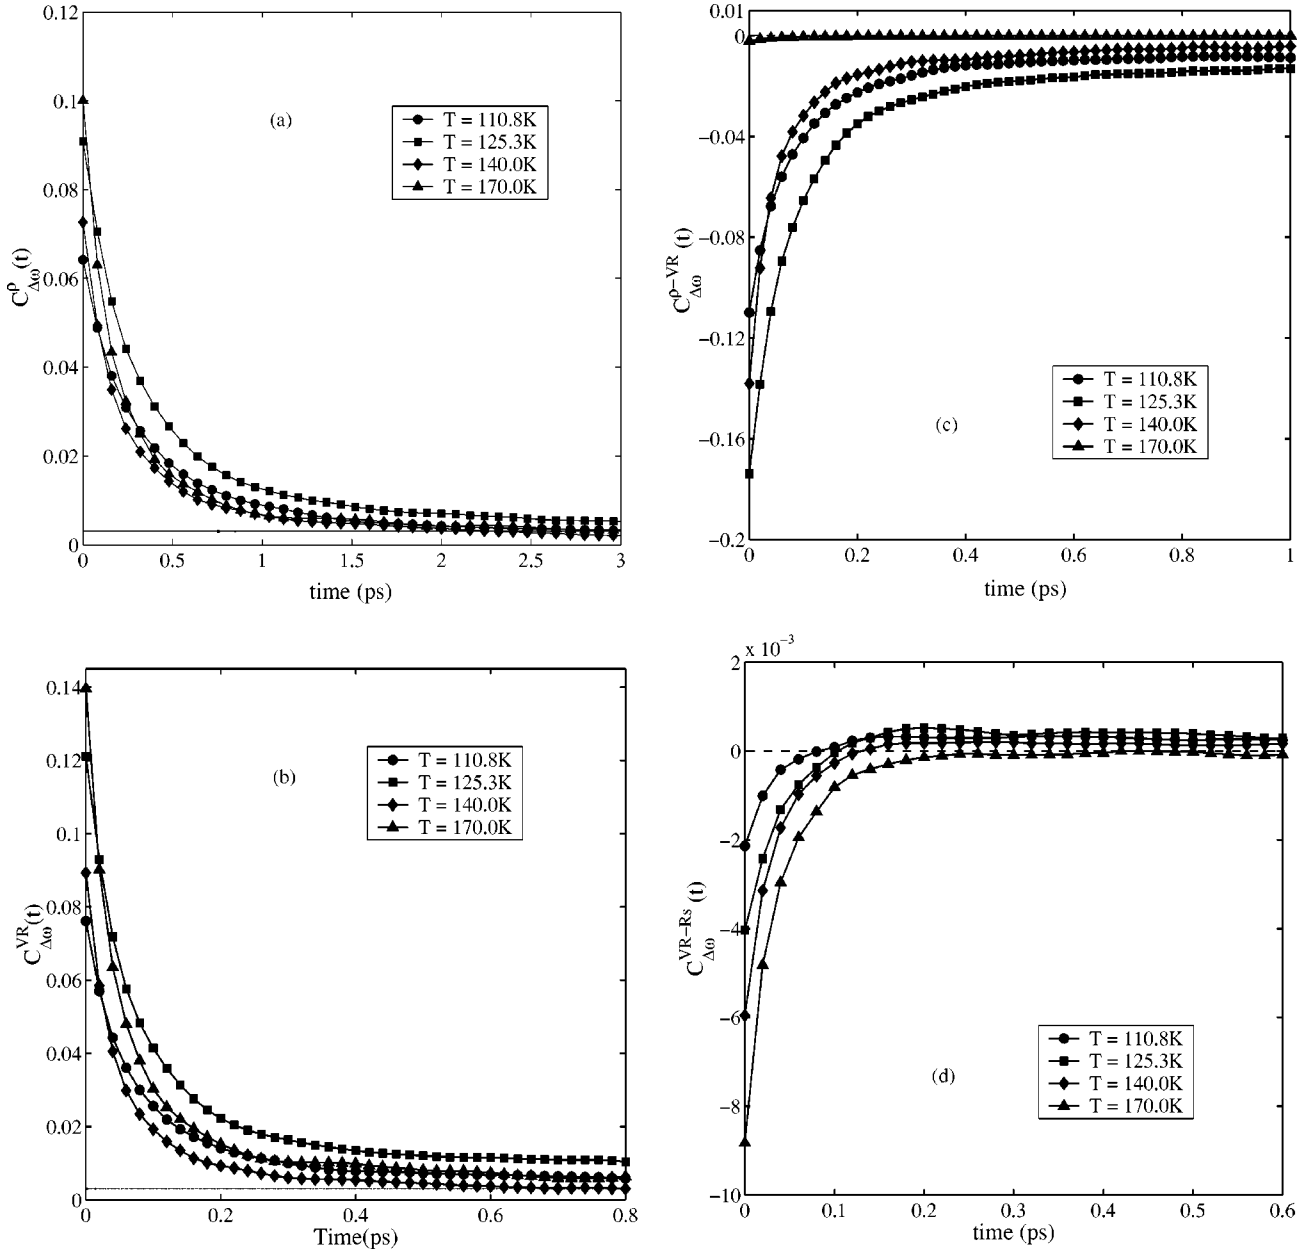 0.12
0.1
0.08
0.06
0.04
0.02
0
C^ρ_Δω(t)
(a)
T = 110.8K
T = 125.3K
T = 140.0K
T = 170.0K
0 0.5 1 1.5 2 2.5 3
time (ps)
0.01
0
−0.04
−0.08
−0.12
−0.16
−0.2
C^ρ−VR_Δω (t)
(c)
T = 110.8K
T = 125.3K
T = 140.0K
T = 170.0K
0 0.2 0.4 0.6 0.8 1
time (ps)
0.14
0.12
0.1
0.08
0.06
0.04
0.02
0
C^VR_Δω(t)
(b)
T = 110.8K
T = 125.3K
T = 140.0K
T = 170.0K
0 0.2 0.4 0.6 0.8
Time(ps)
x 10^−3
2
0
−2
−4
−6
−8
−10
C^VR−Rs_Δω (t)
(d)
T = 110.8K
T = 125.3K
T = 140.0K
T = 170.0K
0 0.1 0.2 0.3 0.4 0.5 0.6
time (ps)